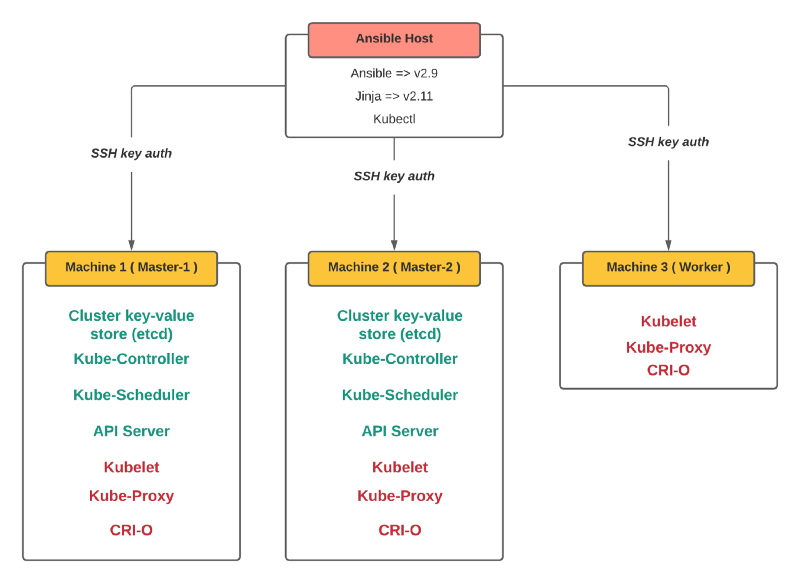 Ansible Host
Ansible => v2.9
Jinja => v2.11
Kubectl
SSH key auth
SSH key auth
SSH key auth
Machine 1 ( Master-1 )
Cluster key-value
store (etcd)
Kube-Controller
Kube-Scheduler
API Server
Kubelet
Kube-Proxy
CRI-O
Machine 2 ( Master-2 )
Cluster key-value
store (etcd)
Kube-Controller
Kube-Scheduler
API Server
Kubelet
Kube-Proxy
CRI-O
Machine 3 ( Worker )
Kubelet
Kube-Proxy
CRI-O